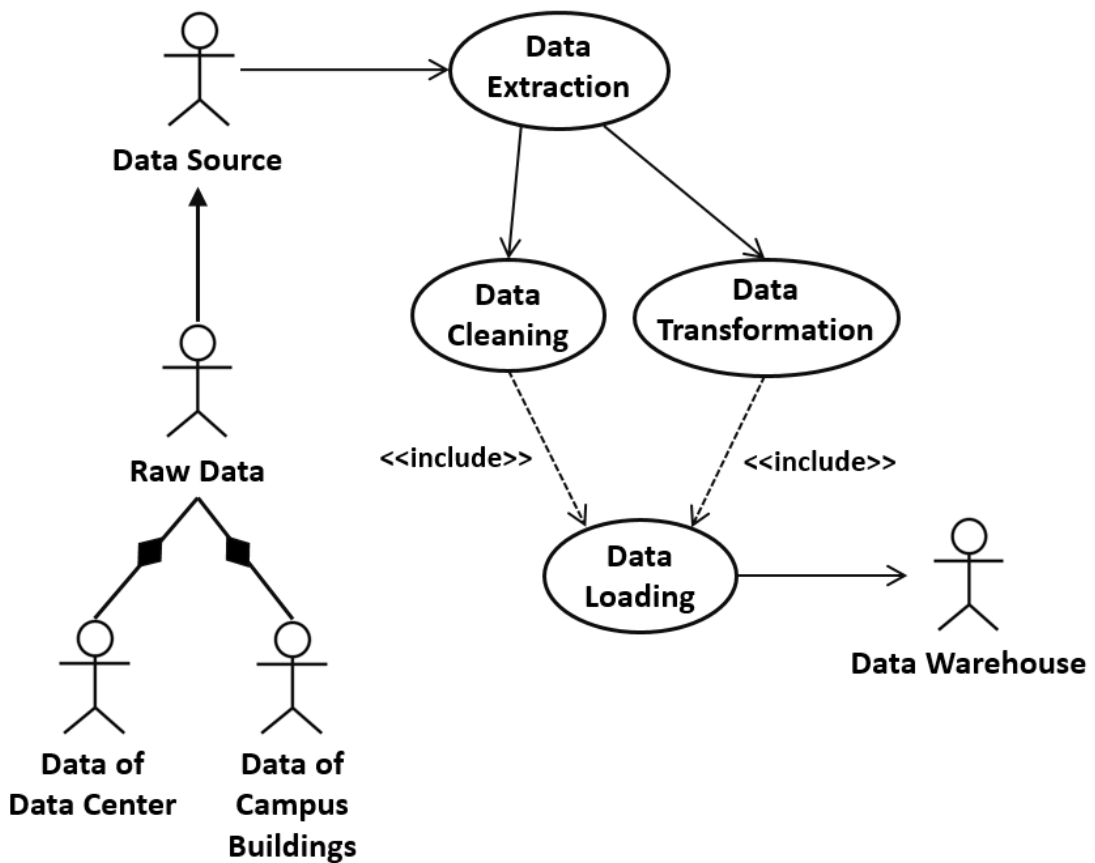 Data
Extraction
Data Source
Data
Cleaning
Data
Transformation
<<include>>
<<include>>
Raw Data
Data
Loading
Data Warehouse
Data of
Data Center
Data of
Campus
Buildings